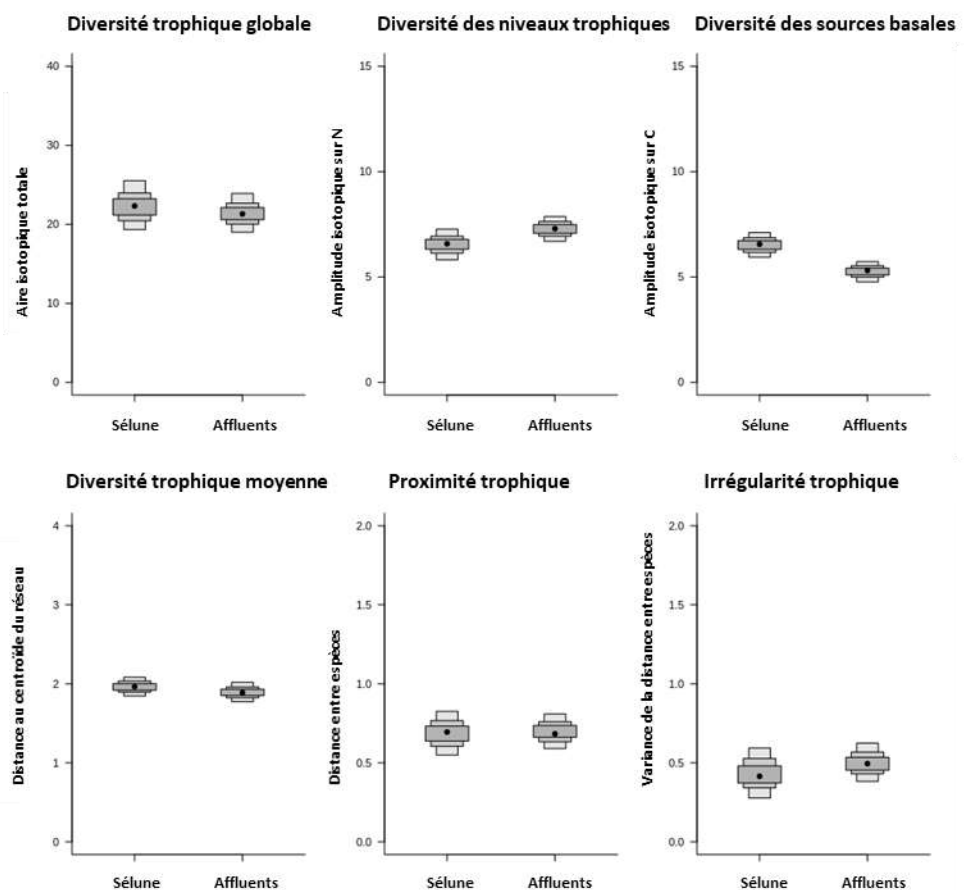 Diversité trophique globale
Diversité des niveaux trophiques
Diversité des sources basales
Aire isotopique totale
40
30
20
10
0
Sélune
Affluents
Amplitude isotopique sur N
15
10
5
0
Sélune
Affluents
Amplitude isotopique sur C
15
10
5
0
Sélune
Affluents
Diversité trophique moyenne
Proximité trophique
Irrégularité trophique
Distance au centroïde du réseau
4
3
2
1
0
Sélune
Affluents
Distance entre espèces
2.0
1.5
1.0
0.5
0.0
Sélune
Affluents
Variance de la distance entre espèces
2.0
1.5
1.0
0.5
0.0
Sélune
Affluents